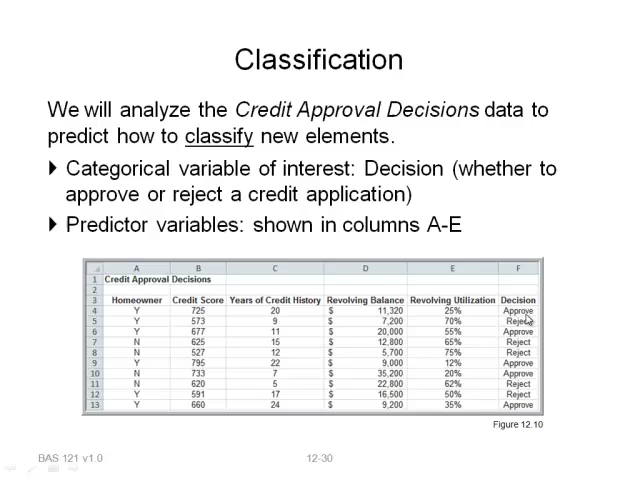 Classification
We will analyze the Credit Approval Decisions data to
predict how to classify new elements.
Categorical variable of interest: Decision (whether to
approve or reject a credit application)
Predictor variables: shown in columns A-E
A B C D E F
1 Credit Approval Decisions
2
3 Homeowner Credit Score Years of Credit History Revolving Balance Revolving Utilization Decision
4 Y 725 20 $ 11,320 25% Approve
5 Y 573 9 $ 7,200 70% Reject
6 Y 677 11 $ 20,000 55% Approve
7 N 625 15 $ 12,800 65% Reject
8 N 527 12 $ 5,700 75% Reject
9 Y 795 22 $ 9,000 12% Approve
10 N 733 7 $ 35,200 20% Approve
11 N 620 5 $ 22,800 62% Reject
12 Y 591 17 $ 16,500 50% Reject
13 Y 660 24 $ 9,200 35% Approve
Figure 12.10
BAS 121 v1.0 12-30